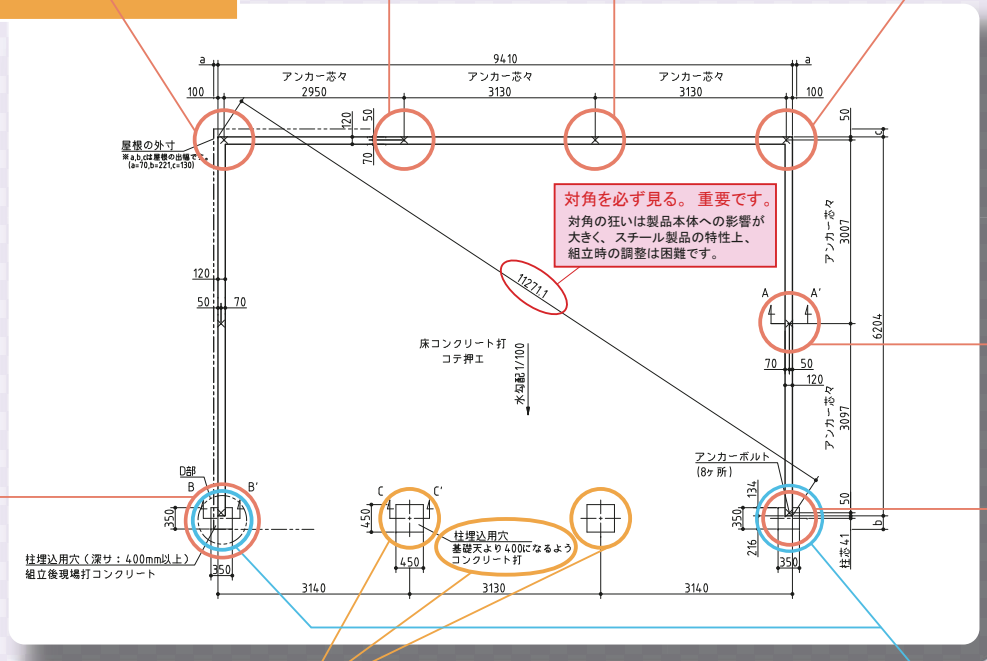 a
9410
a
アンカー芯々
アンカー芯々
アンカー芯々
100
2950
3130
3130
100
120
50
70
50
c
屋根の外寸
※a,b,cは屋根の出幅です。
(a=70,b=221,c=130)
対角を必ず見る。 重要です。
対角の狂いは製品本体への影響が
大きく、スチール製品の特性上、
組立時の調整は困難です。
アンカー芯々
3007
120
50
70
11271.1
A
A'
6204
床コンクリート打
コテ押エ
水勾配1/100
70
50
120
アンカー芯々
3097
アンカーボルト
(8ヶ所)
D部
B
B'
C
C'
350
450
柱埋込用穴
基礎天より400になるよう
コンクリート打
134
350
216
50
b
柱芯41
柱埋込用穴(深サ:400mm以上)
組立後現場打コンクリート
350
450
350
3140
3130
3140